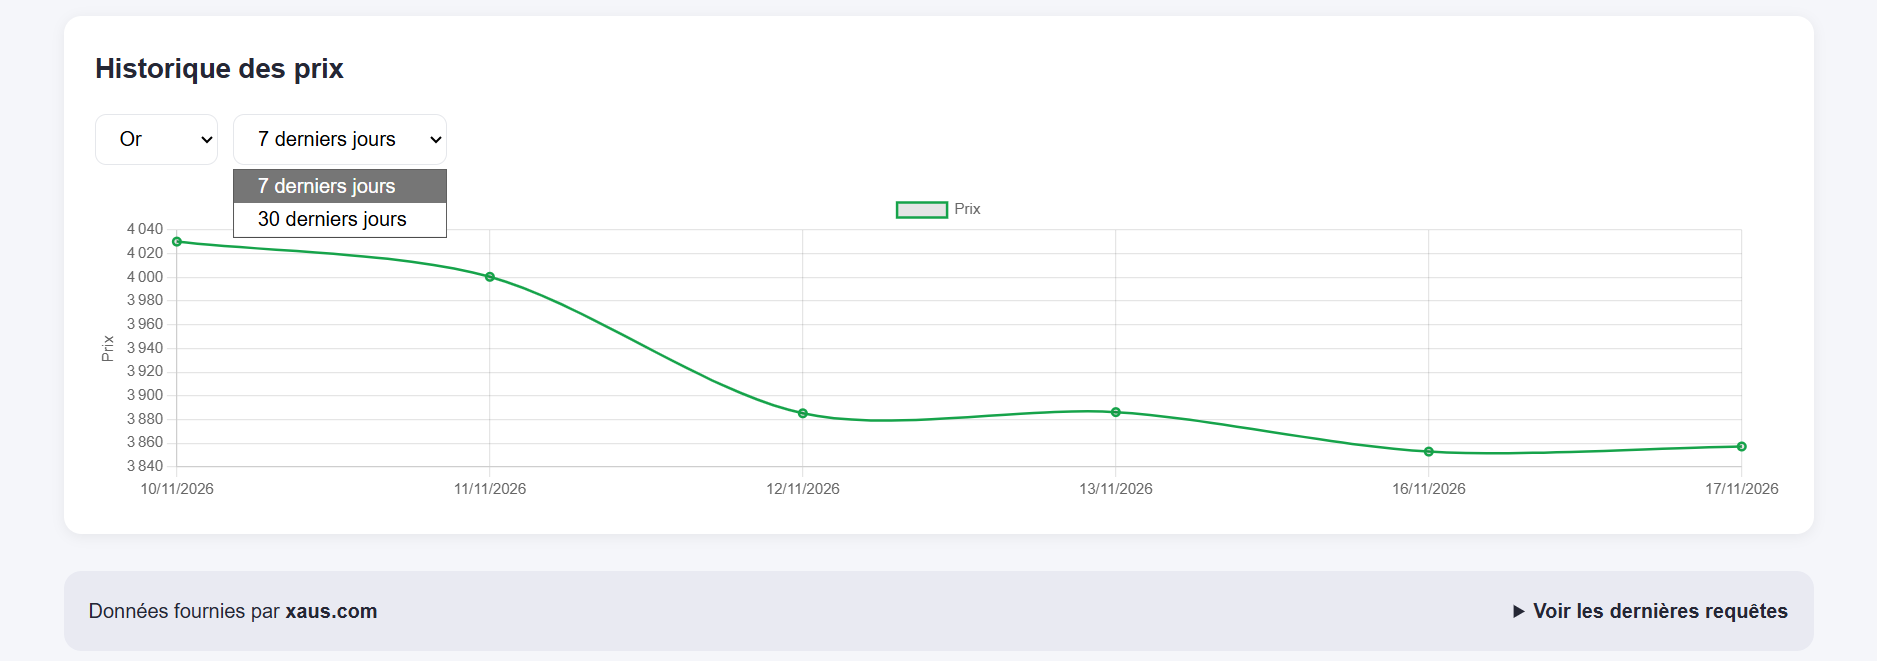 Historique des prix
Or
7 derniers jours
7 derniers jours
30 derniers jours
Prix
4 040
4 020
4 000
3 980
3 960
3 940
3 920
3 900
3 880
3 860
3 840
Prix
10/11/2026
11/11/2026
12/11/2026
13/11/2026
16/11/2026
17/11/2026
Données fournies par xaus.com
▶ Voir les dernières requêtes